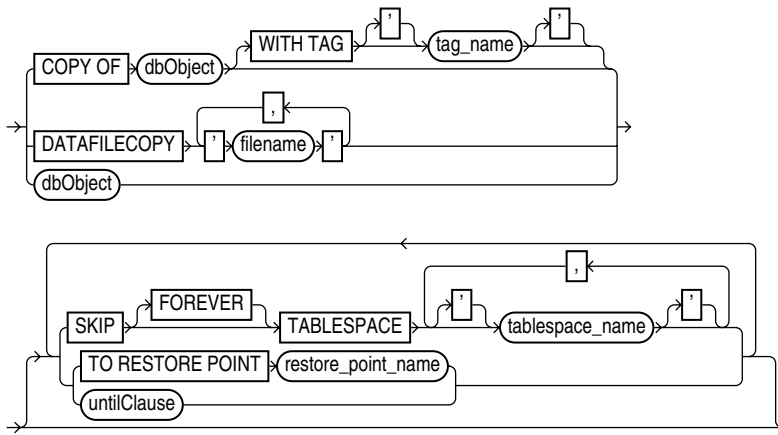 WITH TAG ' tag_name '
COPY OF dbObject
,
DATAFILECOPY ' filename '
dbObject
,
FOREVER
SKIP TABLESPACE ' tablespace_name '
TO RESTORE POINT restore_point_name
untilClause